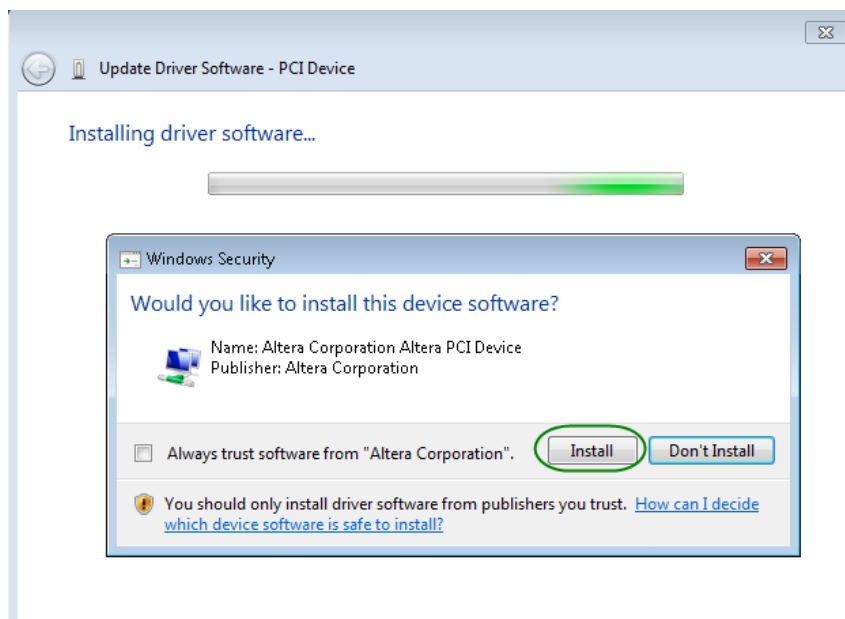 Update Driver Software - PCI Device
Installing driver software...
Windows Security
Would you like to install this device software?
Name: Altera Corporation Altera PCI Device
Publisher: Altera Corporation
Always trust software from "Altera Corporation".
Install
Don't Install
You should only install driver software from publishers you trust. How can I decide
which device software is safe to install?